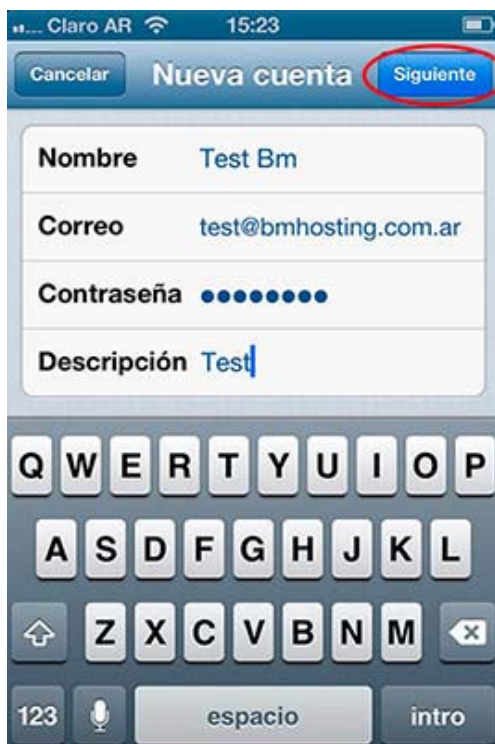 Claro AR 15:23
Cancelar Nueva cuenta Siguiente
Nombre Test Bm
Correo test@bmhosting.com.ar
Contraseña ●●●●●●●●
Descripción Test
Q W E R T Y U I O P
A S D F G H J K L
Z X C V B N M
123 espacio intro